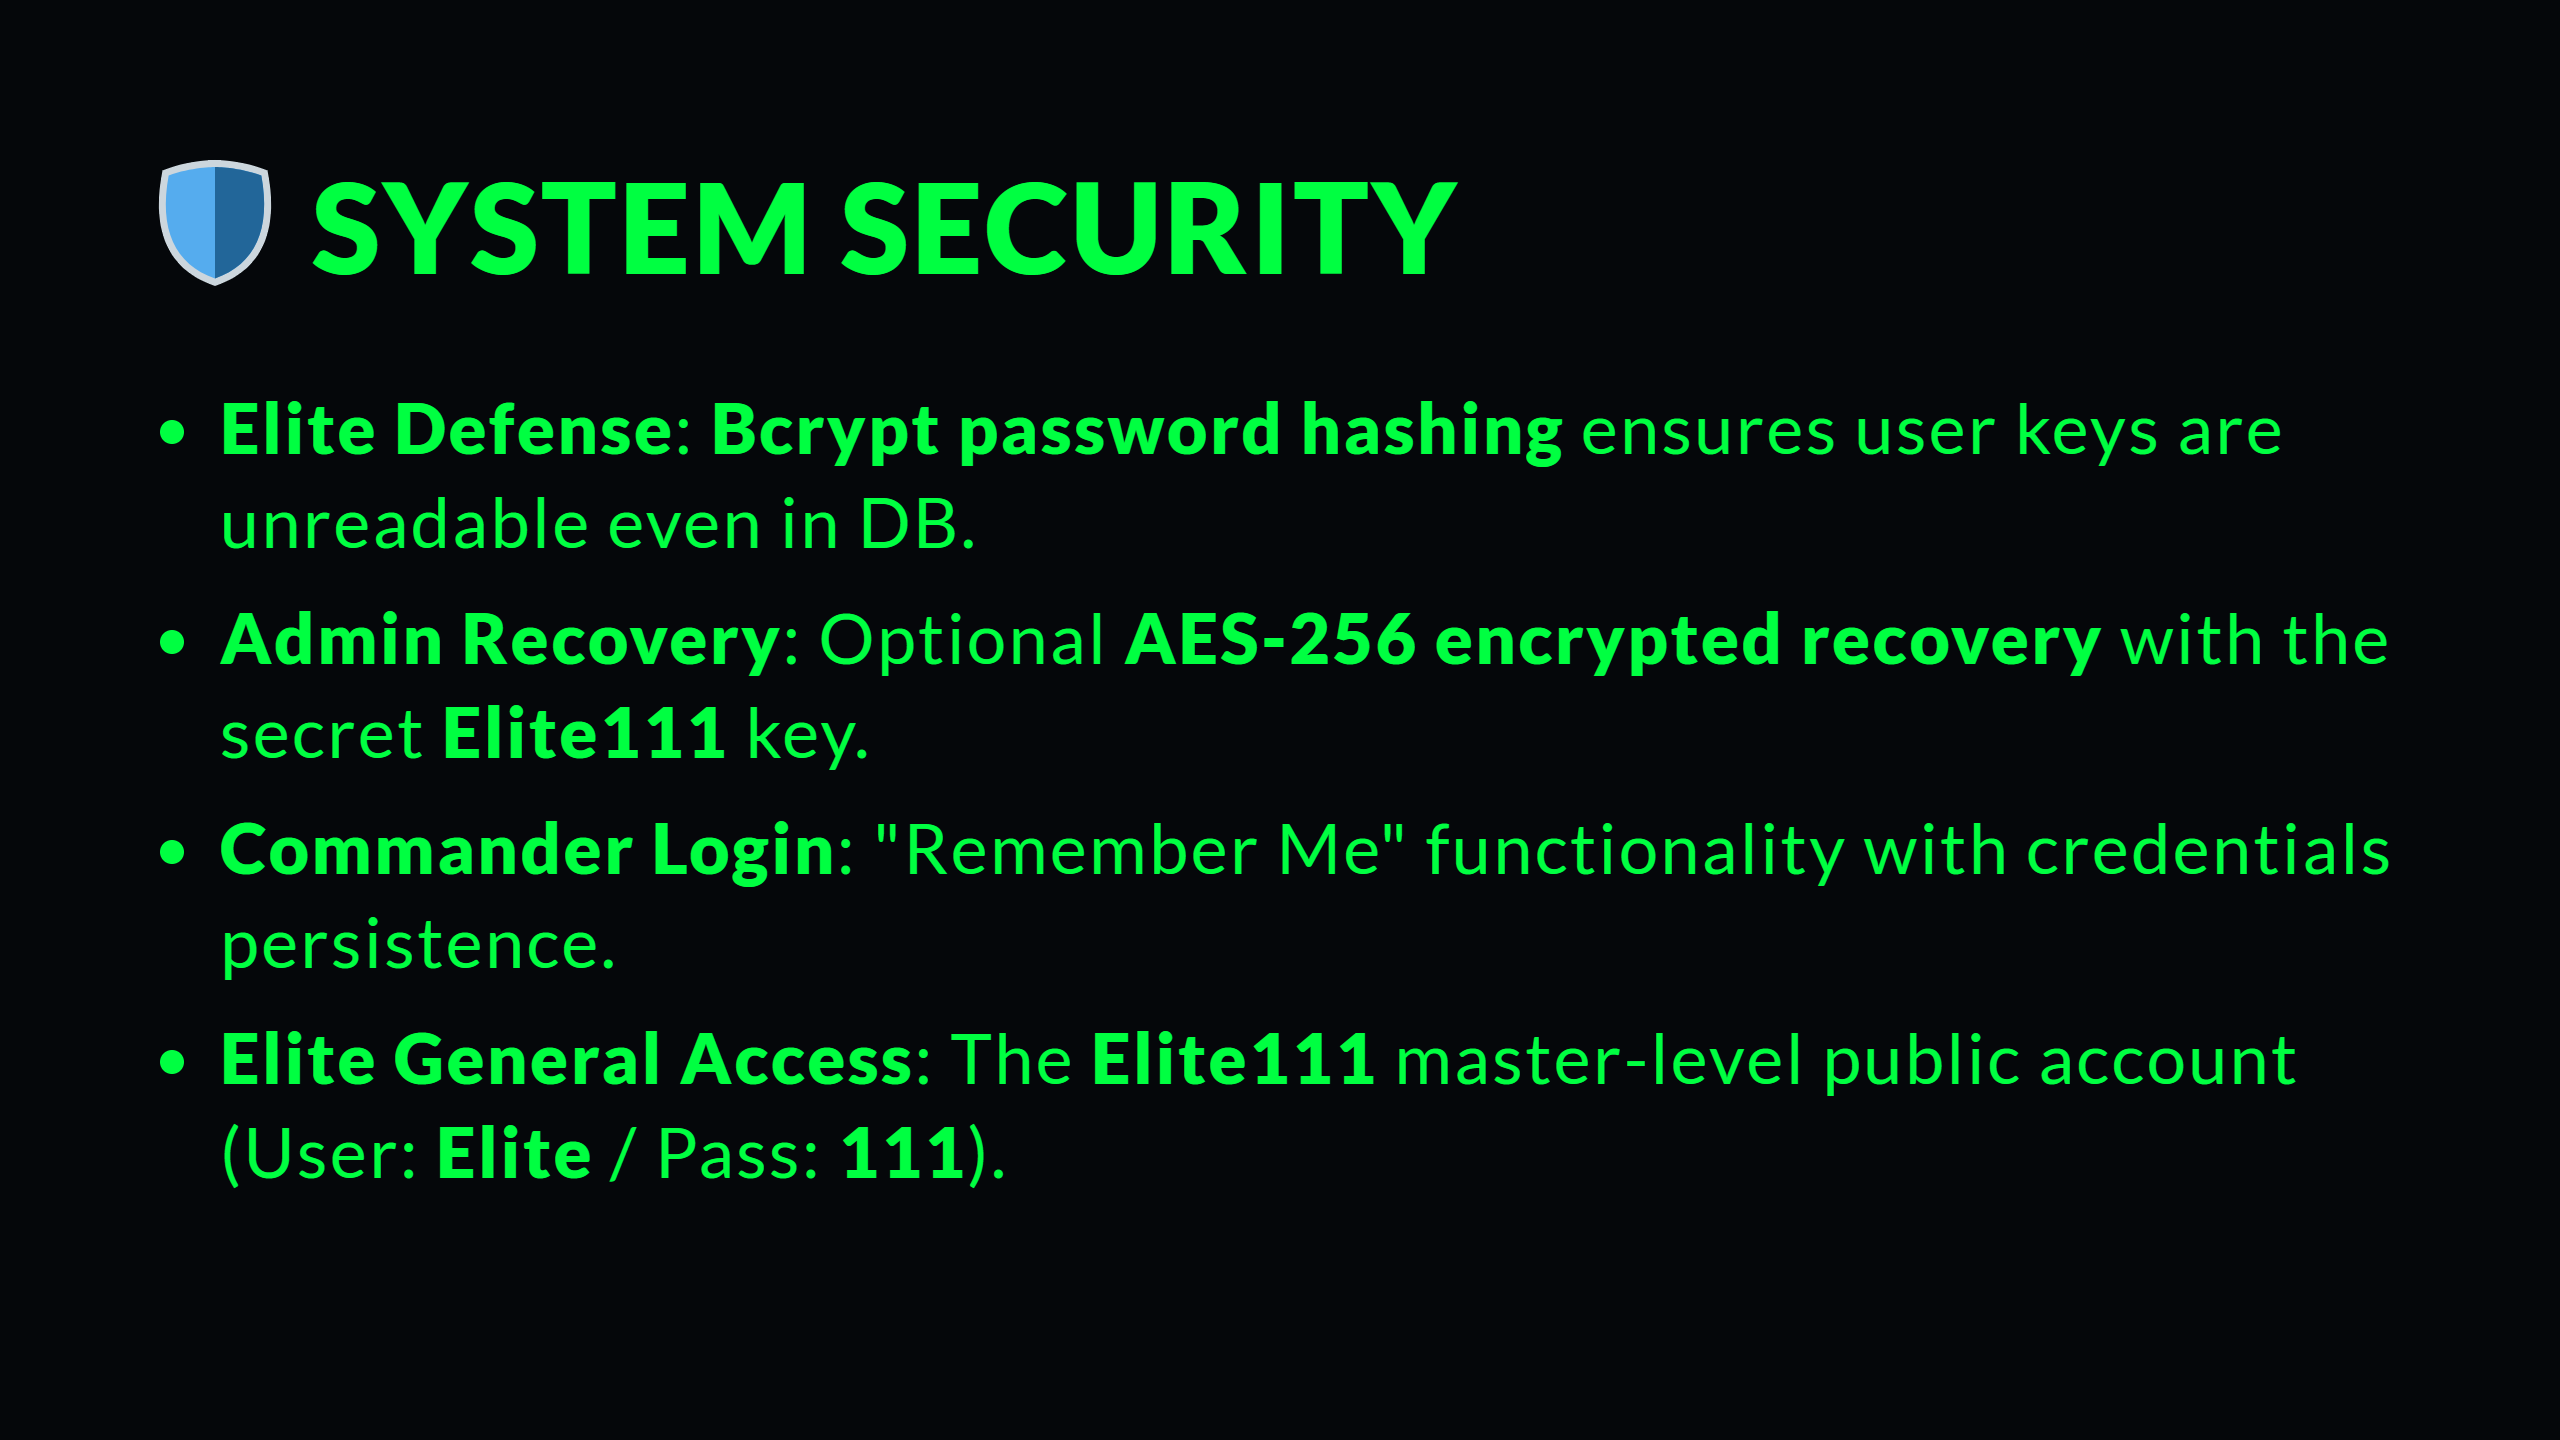 SYSTEM SECURITY
• Elite Defense: Bcrypt password hashing ensures user keys are
unreadable even in DB.
• Admin Recovery: Optional AES-256 encrypted recovery with the
secret Elite111 key.
• Commander Login: "Remember Me" functionality with credentials
persistence.
• Elite General Access: The Elite111 master-level public account
(User: Elite / Pass: 111).